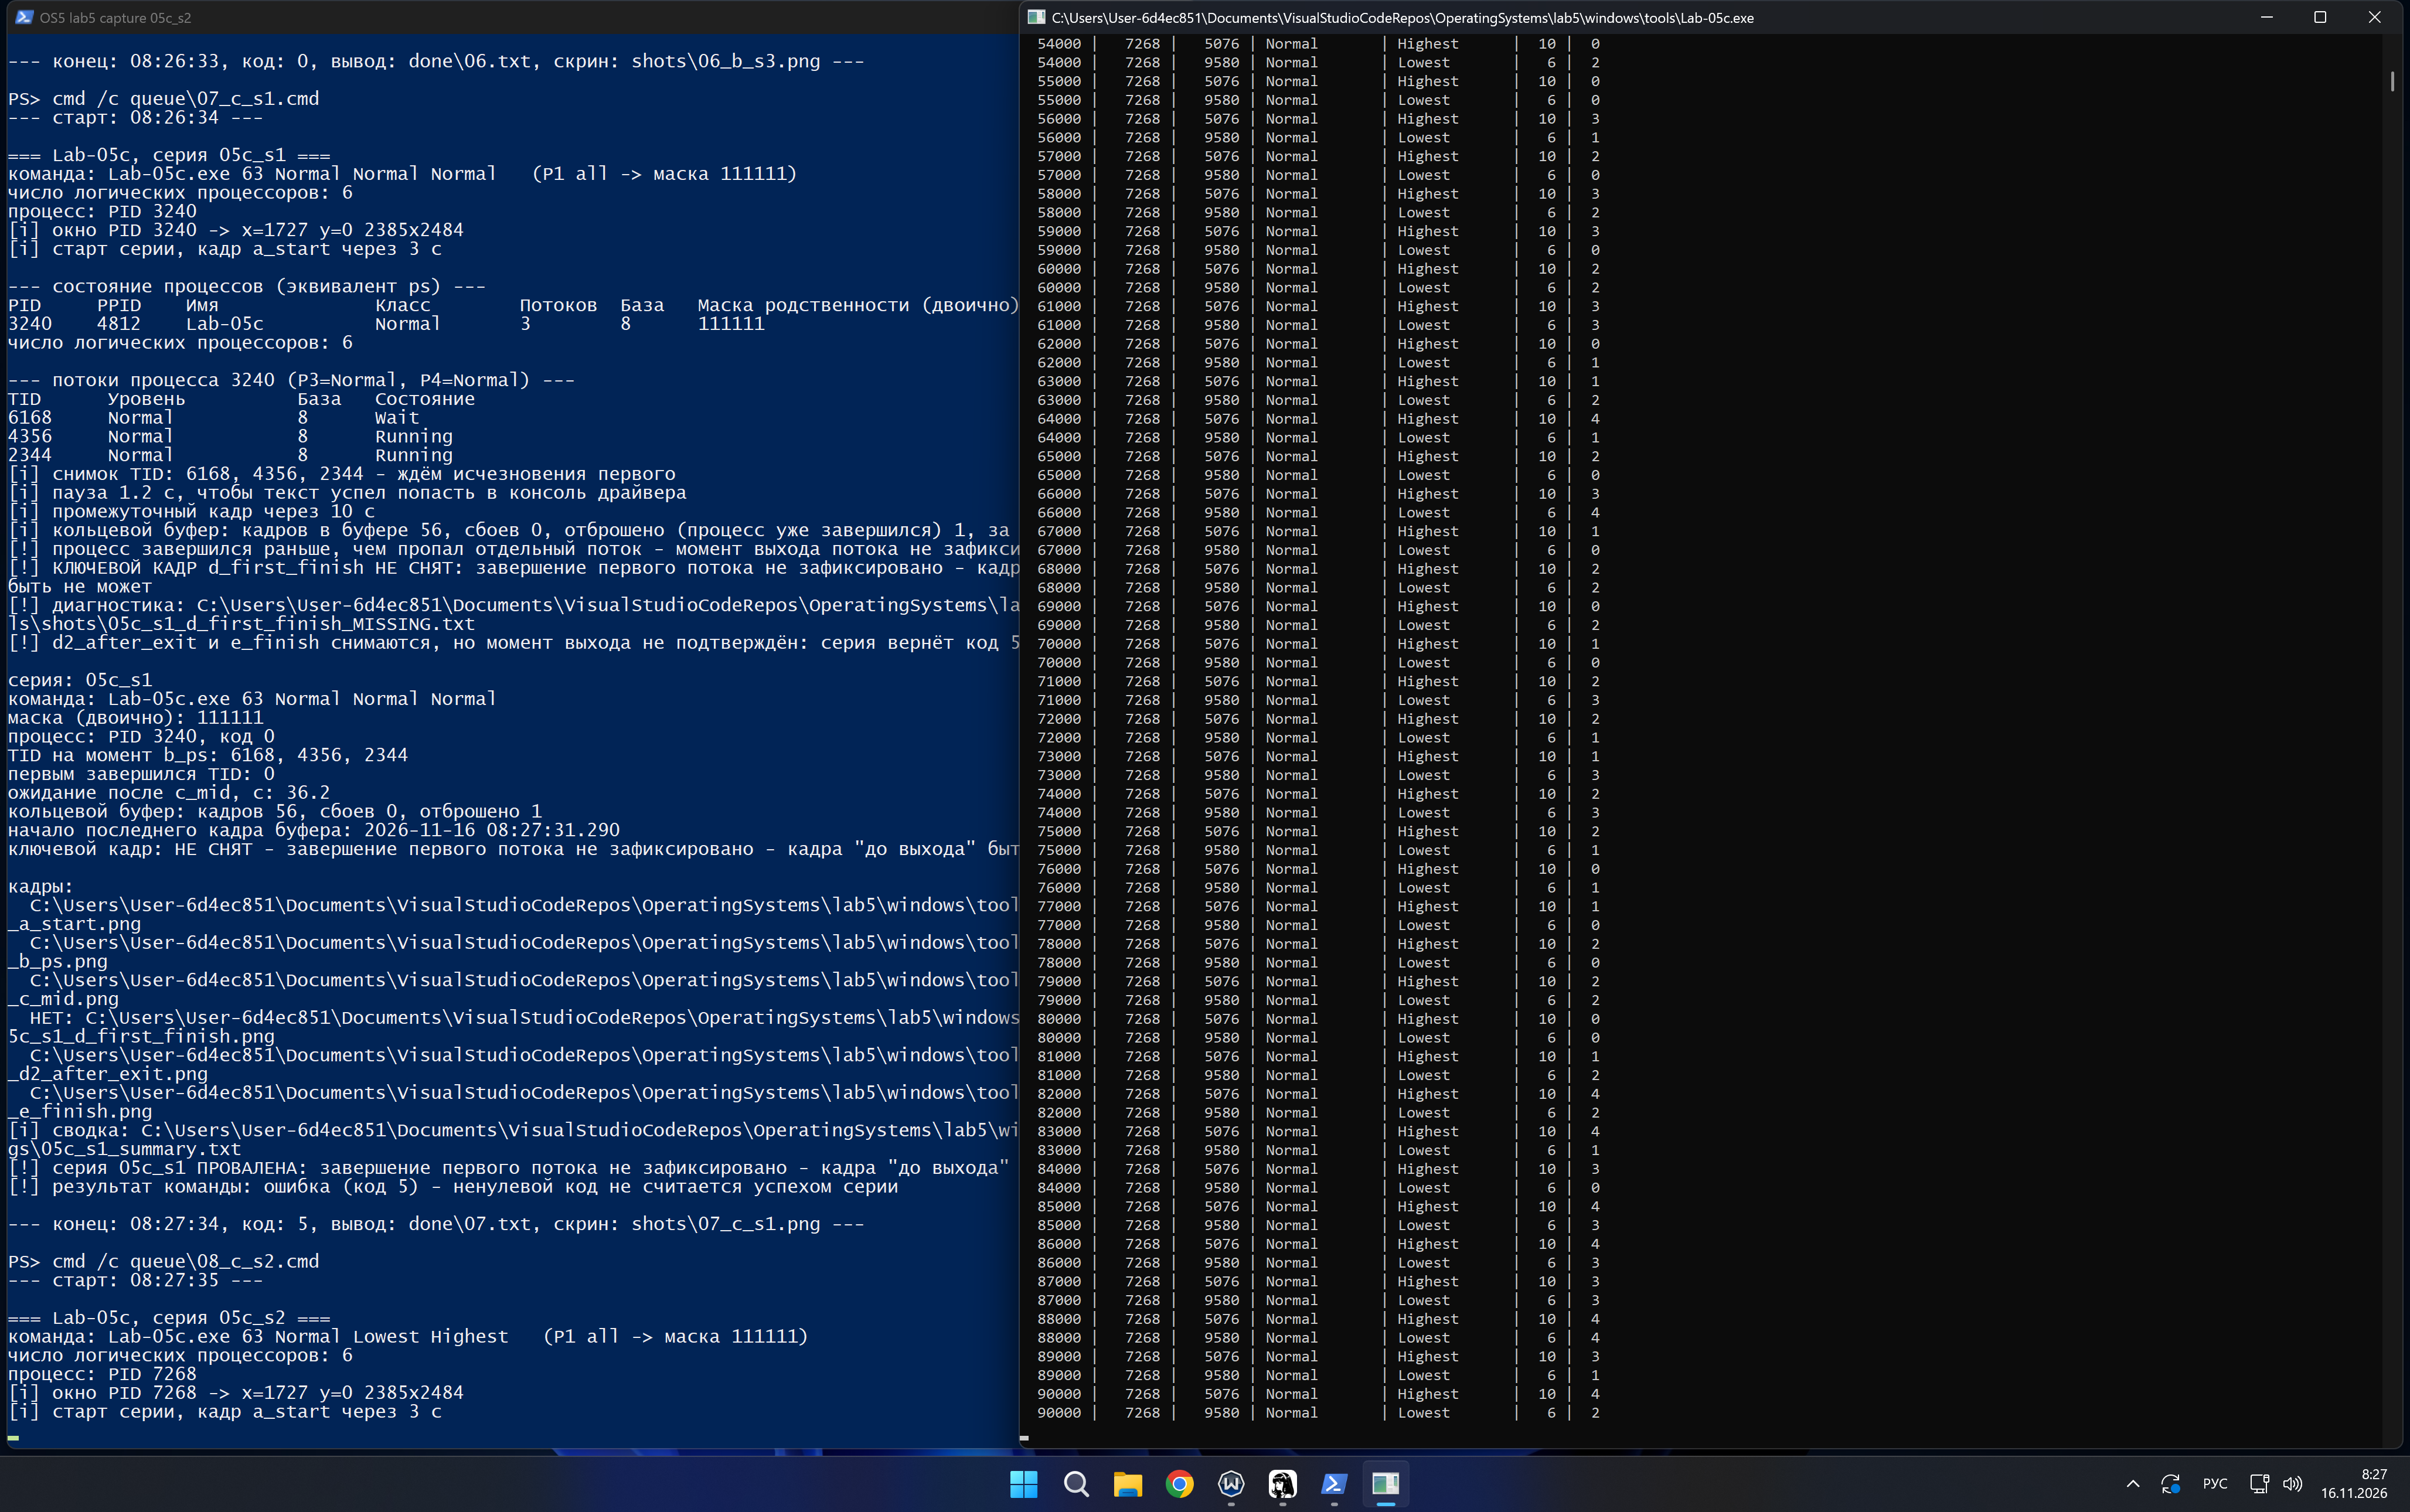 OS5 lab5 capture 05c_s2
--- конец: 08:26:33, код: 0, вывод: done\06.txt, скрин: shots\06_b_s3.png ---
PS> cmd /c queue\07_c_s1.cmd
--- старт: 08:26:34 ---
=== Lab-05c, серия 05c_s1 ===
команда: Lab-05c.exe 63 Normal Normal Normal   (P1 all -> маска 111111)
число логических процессоров: 6
процесс: PID 3240
[i] окно PID 3240 -> x=1727 y=0 2385x2484
[i] старт серии, кадр a_start через 3 с
--- состояние процессов (эквивалент ps) ---
PID     PPID    Имя              Класс        Потоков  База   Маска родственности (двоично)
3240    4812    Lab-05c          Normal       3        8      111111
число логических процессоров: 6
--- потоки процесса 3240 (P3=Normal, P4=Normal) ---
TID      Уровень          База   Состояние
6168     Normal           8      Wait
4356     Normal           8      Running
2344     Normal           8      Running
[i] снимок TID: 6168, 4356, 2344 - ждём исчезновения первого
[i] пауза 1.2 с, чтобы текст успел попасть в консоль драйвера
[i] промежуточный кадр через 10 с
[i] кольцевой буфер: кадров в буфере 56, сбоев 0, отброшено (процесс уже завершился) 1, за
[!] процесс завершился раньше, чем пропал отдельный поток - момент выхода потока не зафикси
[!] КЛЮЧЕВОЙ КАДР d_first_finish НЕ СНЯТ: завершение первого потока не зафиксировано - кадр
быть не может
[!] диагностика: C:\Users\User-6d4ec851\Documents\VisualStudioCodeRepos\OperatingSystems\la
ls\shots\05c_s1_d_first_finish_MISSING.txt
[!] d2_after_exit и e_finish снимаются, но момент выхода не подтверждён: серия вернёт код 5
серия: 05c_s1
команда: Lab-05c.exe 63 Normal Normal Normal
маска (двоично): 111111
процесс: PID 3240, код 0
TID на момент b_ps: 6168, 4356, 2344
первым завершился TID: 0
ожидание после c_mid, с: 36.2
кольцевой буфер: кадров 56, сбоев 0, отброшено 1
начало последнего кадра буфера: 2026-11-16 08:27:31.290
ключевой кадр: НЕ СНЯТ - завершение первого потока не зафиксировано - кадра "до выхода" быт
кадры:
C:\Users\User-6d4ec851\Documents\VisualStudioCodeRepos\OperatingSystems\lab5\windows\tool
_a_start.png
C:\Users\User-6d4ec851\Documents\VisualStudioCodeRepos\OperatingSystems\lab5\windows\tool
_b_ps.png
C:\Users\User-6d4ec851\Documents\VisualStudioCodeRepos\OperatingSystems\lab5\windows\tool
_c_mid.png
НЕТ: C:\Users\User-6d4ec851\Documents\VisualStudioCodeRepos\OperatingSystems\lab5\windows
5c_s1_d_first_finish.png
C:\Users\User-6d4ec851\Documents\VisualStudioCodeRepos\OperatingSystems\lab5\windows\tool
_d2_after_exit.png
C:\Users\User-6d4ec851\Documents\VisualStudioCodeRepos\OperatingSystems\lab5\windows\tool
_e_finish.png
[i] сводка: C:\Users\User-6d4ec851\Documents\VisualStudioCodeRepos\OperatingSystems\lab5\wi
gs\05c_s1_summary.txt
[!] серия 05c_s1 ПРОВАЛЕНА: завершение первого потока не зафиксировано - кадра "до выхода"
[!] результат команды: ошибка (код 5) - ненулевой код не считается успехом серии
--- конец: 08:27:34, код: 5, вывод: done\07.txt, скрин: shots\07_c_s1.png ---
PS> cmd /c queue\08_c_s2.cmd
--- старт: 08:27:35 ---
=== Lab-05c, серия 05c_s2 ===
команда: Lab-05c.exe 63 Normal Lowest Highest   (P1 all -> маска 111111)
число логических процессоров: 6
процесс: PID 7268
[i] окно PID 7268 -> x=1727 y=0 2385x2484
[i] старт серии, кадр a_start через 3 с
C:\Users\User-6d4ec851\Documents\VisualStudioCodeRepos\OperatingSystems\lab5\windows\tools\Lab-05c.exe
54000 | 7268 | 5076 | Normal | Highest | 10 | 0
54000 | 7268 | 9580 | Normal | Lowest | 6 | 2
55000 | 7268 | 5076 | Normal | Highest | 10 | 0
55000 | 7268 | 9580 | Normal | Lowest | 6 | 0
56000 | 7268 | 5076 | Normal | Highest | 10 | 3
56000 | 7268 | 9580 | Normal | Lowest | 6 | 1
57000 | 7268 | 5076 | Normal | Highest | 10 | 2
57000 | 7268 | 9580 | Normal | Lowest | 6 | 0
58000 | 7268 | 5076 | Normal | Highest | 10 | 3
58000 | 7268 | 9580 | Normal | Lowest | 6 | 2
59000 | 7268 | 5076 | Normal | Highest | 10 | 3
59000 | 7268 | 9580 | Normal | Lowest | 6 | 0
60000 | 7268 | 5076 | Normal | Highest | 10 | 2
60000 | 7268 | 9580 | Normal | Lowest | 6 | 2
61000 | 7268 | 5076 | Normal | Highest | 10 | 3
61000 | 7268 | 9580 | Normal | Lowest | 6 | 3
62000 | 7268 | 5076 | Normal | Highest | 10 | 0
62000 | 7268 | 9580 | Normal | Lowest | 6 | 1
63000 | 7268 | 5076 | Normal | Highest | 10 | 1
63000 | 7268 | 9580 | Normal | Lowest | 6 | 2
64000 | 7268 | 5076 | Normal | Highest | 10 | 4
64000 | 7268 | 9580 | Normal | Lowest | 6 | 1
65000 | 7268 | 5076 | Normal | Highest | 10 | 2
65000 | 7268 | 9580 | Normal | Lowest | 6 | 0
66000 | 7268 | 5076 | Normal | Highest | 10 | 3
66000 | 7268 | 9580 | Normal | Lowest | 6 | 4
67000 | 7268 | 5076 | Normal | Highest | 10 | 1
67000 | 7268 | 9580 | Normal | Lowest | 6 | 0
68000 | 7268 | 5076 | Normal | Highest | 10 | 2
68000 | 7268 | 9580 | Normal | Lowest | 6 | 2
69000 | 7268 | 5076 | Normal | Highest | 10 | 0
69000 | 7268 | 9580 | Normal | Lowest | 6 | 2
70000 | 7268 | 5076 | Normal | Highest | 10 | 1
70000 | 7268 | 9580 | Normal | Lowest | 6 | 0
71000 | 7268 | 5076 | Normal | Highest | 10 | 2
71000 | 7268 | 9580 | Normal | Lowest | 6 | 3
72000 | 7268 | 5076 | Normal | Highest | 10 | 2
72000 | 7268 | 9580 | Normal | Lowest | 6 | 1
73000 | 7268 | 5076 | Normal | Highest | 10 | 1
73000 | 7268 | 9580 | Normal | Lowest | 6 | 3
74000 | 7268 | 5076 | Normal | Highest | 10 | 2
74000 | 7268 | 9580 | Normal | Lowest | 6 | 3
75000 | 7268 | 5076 | Normal | Highest | 10 | 2
75000 | 7268 | 9580 | Normal | Lowest | 6 | 1
76000 | 7268 | 5076 | Normal | Highest | 10 | 0
76000 | 7268 | 9580 | Normal | Lowest | 6 | 1
77000 | 7268 | 5076 | Normal | Highest | 10 | 1
77000 | 7268 | 9580 | Normal | Lowest | 6 | 0
78000 | 7268 | 5076 | Normal | Highest | 10 | 2
78000 | 7268 | 9580 | Normal | Lowest | 6 | 0
79000 | 7268 | 5076 | Normal | Highest | 10 | 2
79000 | 7268 | 9580 | Normal | Lowest | 6 | 2
80000 | 7268 | 5076 | Normal | Highest | 10 | 0
80000 | 7268 | 9580 | Normal | Lowest | 6 | 0
81000 | 7268 | 5076 | Normal | Highest | 10 | 1
81000 | 7268 | 9580 | Normal | Lowest | 6 | 2
82000 | 7268 | 5076 | Normal | Highest | 10 | 4
82000 | 7268 | 9580 | Normal | Lowest | 6 | 2
83000 | 7268 | 5076 | Normal | Highest | 10 | 4
83000 | 7268 | 9580 | Normal | Lowest | 6 | 1
84000 | 7268 | 5076 | Normal | Highest | 10 | 3
84000 | 7268 | 9580 | Normal | Lowest | 6 | 0
85000 | 7268 | 5076 | Normal | Highest | 10 | 4
85000 | 7268 | 9580 | Normal | Lowest | 6 | 3
86000 | 7268 | 5076 | Normal | Highest | 10 | 4
86000 | 7268 | 9580 | Normal | Lowest | 6 | 3
87000 | 7268 | 5076 | Normal | Highest | 10 | 3
87000 | 7268 | 9580 | Normal | Lowest | 6 | 3
88000 | 7268 | 5076 | Normal | Highest | 10 | 4
88000 | 7268 | 9580 | Normal | Lowest | 6 | 4
89000 | 7268 | 5076 | Normal | Highest | 10 | 3
89000 | 7268 | 9580 | Normal | Lowest | 6 | 1
90000 | 7268 | 5076 | Normal | Highest | 10 | 4
90000 | 7268 | 9580 | Normal | Lowest | 6 | 2
РУС
8:27
16.11.2026